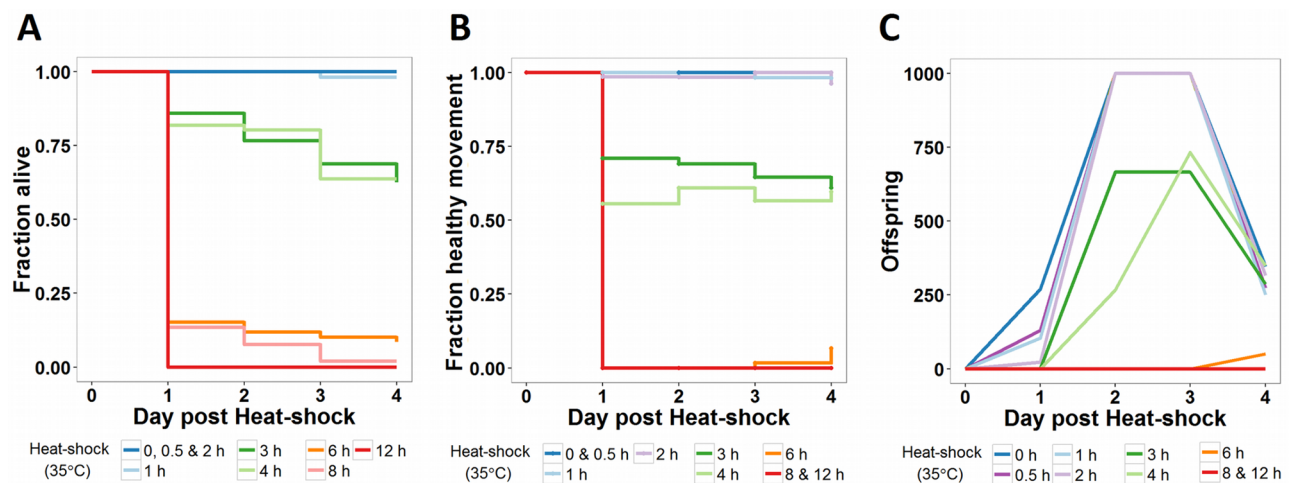 A
Fraction alive
1.00
0.75
0.50
0.25
0.00
0 1 2 3 4
Day post Heat-shock
Heat-shock
(35°C)
0, 0.5 & 2 h 3 h 6 h 12 h
1 h 4 h 8 h
B
Fraction healthy movement
1.00
0.75
0.50
0.25
0.00
0 1 2 3 4
Day post Heat-shock
Heat-shock
(35°C)
0 & 0.5 h 2 h 3 h 6 h
1 h 4 h 8 & 12 h
C
Offspring
1000
750
500
250
0
0 1 2 3 4
Day post Heat-shock
Heat-shock
(35°C)
0 h 1 h 3 h 6 h
0.5 h 2 h 4 h 8 & 12 h